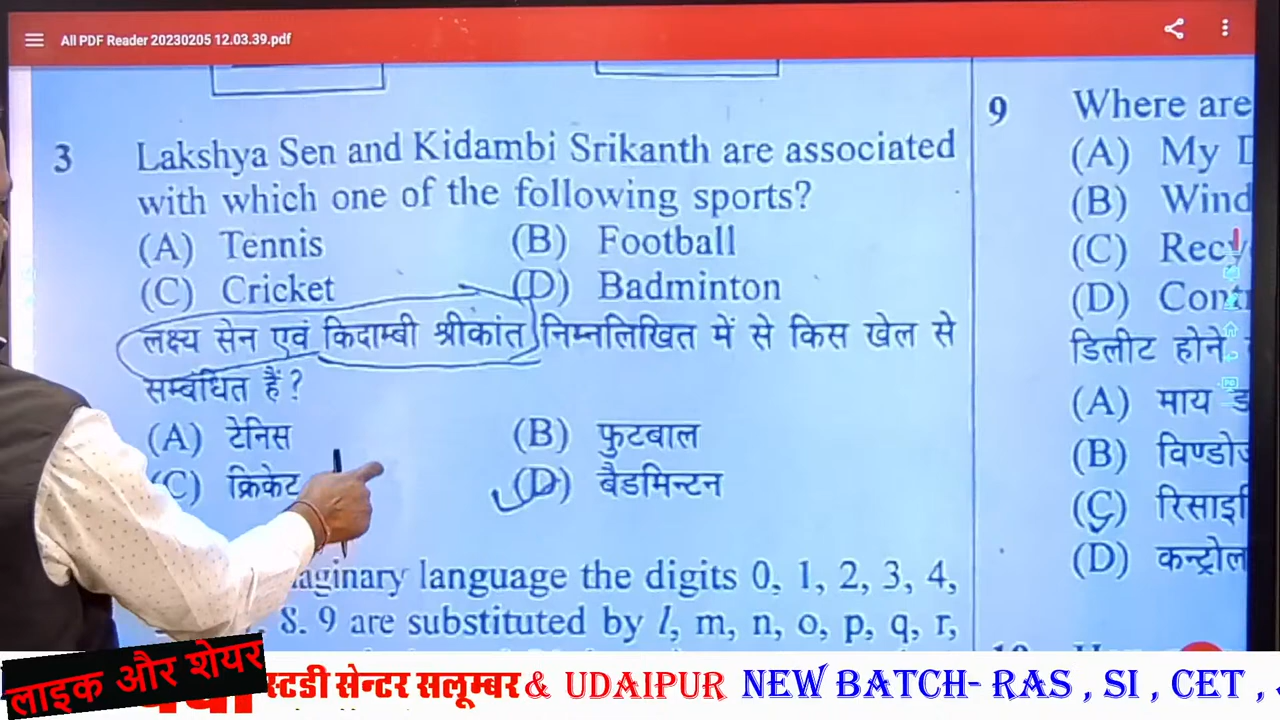 All PDF Reader 20230205 12.03.39.pdf
3 Lakshya Sen and Kidambi Srikanth are associated
with which one of the following sports?
(A) Tennis (B) Football
(C) Cricket (D) Badminton
लक्ष्य सेन एवं किदाम्बी श्रीकांत निम्नलिखित में से किस खेल से
सम्बंधित हैं ?
(A) टेनिस (B) फुटबाल
(C) क्रिकेट (D) बैडमिन्टन
language the digits 0, 1, 2, 3, 4,
8. 9 are substituted by l, m, n, o, p, q, r,
9 Where are
(A) My
(B) Wind
(C) Recy
(D) Cont
डिलीट होने
(A) माय
(B) विण्डोज
(C) रिसाइ
(D) कन्ट्रोल
लाइक और शेयर
स्टडी सेन्टर सलूम्बर & UDAIPUR NEW BATCH- RAS , SI , CET ,